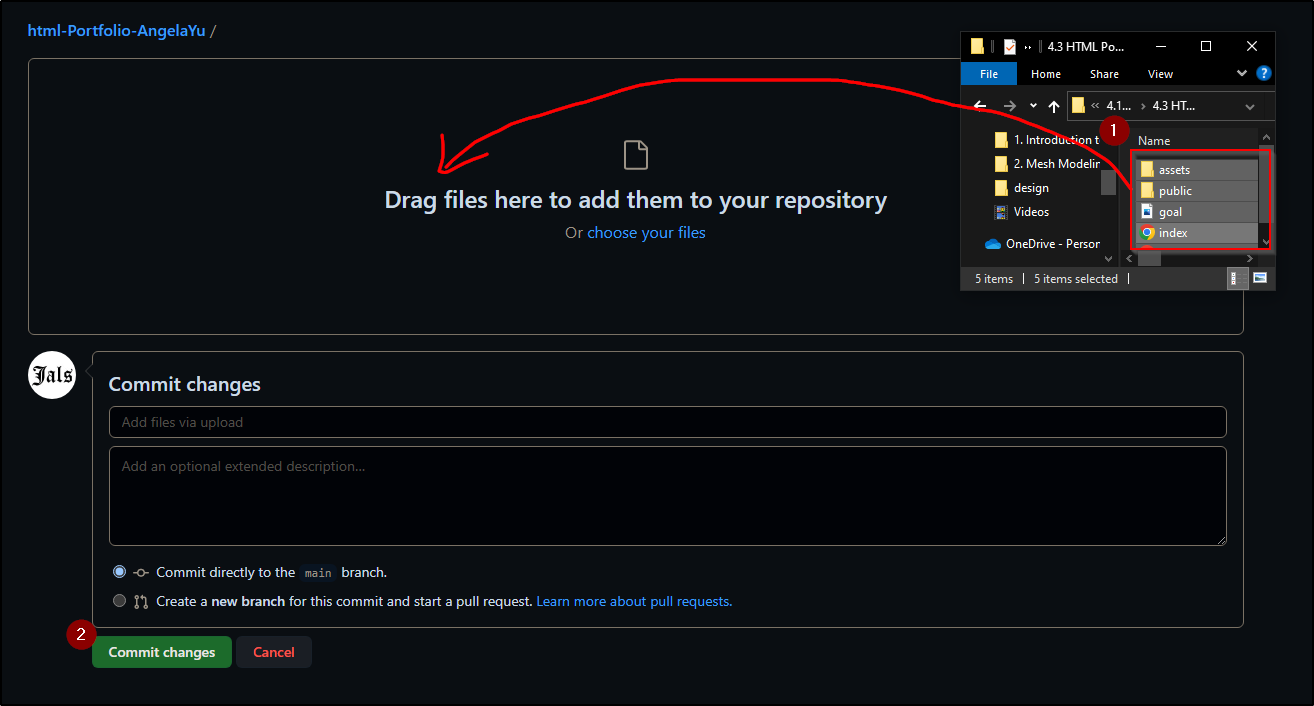 html-Portfolio-AngelaYu /
Drag files here to add them to your repository
Or choose your files
4.3 HTML Po...
File Home Share View
« 4.1... › 4.3 HT...
1
1. Introduction t
2. Mesh Modelin
design
Videos
OneDrive - Person
Name
assets
public
goal
index
5 items 5 items selected
Jals
Commit changes
Add files via upload
Add an optional extended description...
Commit directly to the main branch.
Create a new branch for this commit and start a pull request. Learn more about pull requests.
2
Commit changes Cancel